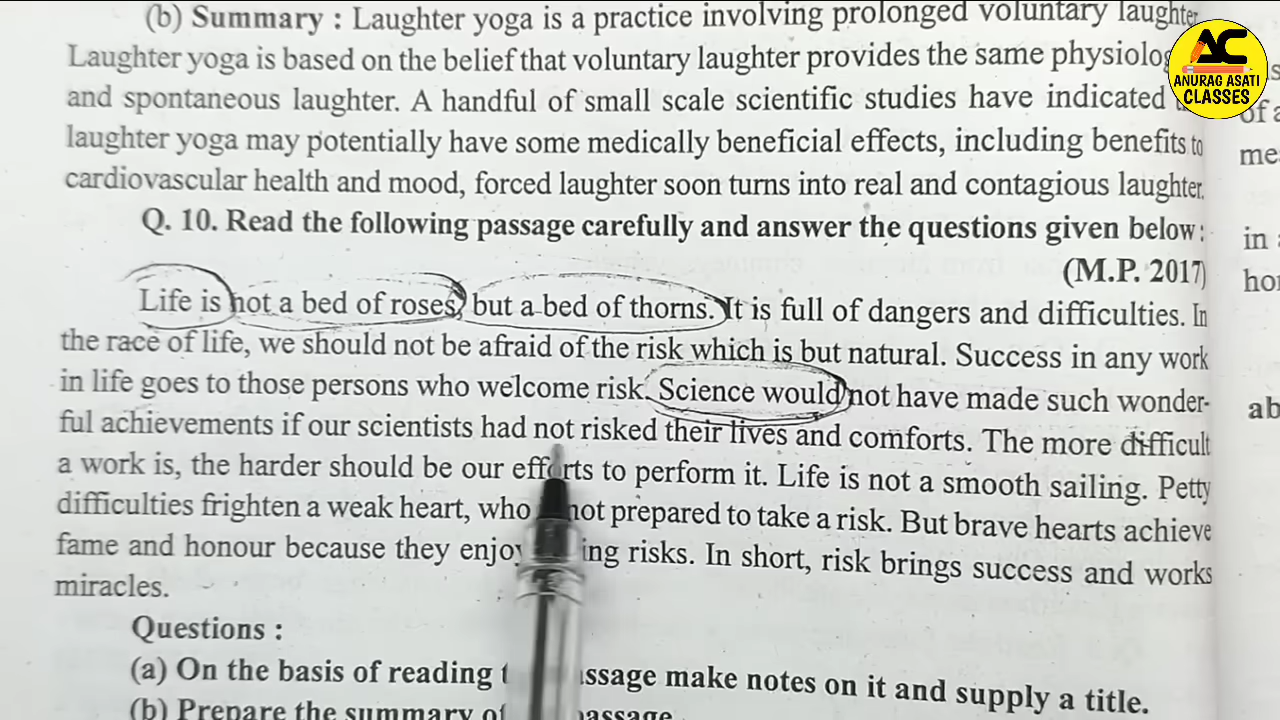 (b) Summary : Laughter yoga is a practice involving prolonged voluntary laughter
Laughter yoga is based on the belief that voluntary laughter provides the same
and spontaneous laughter. A handful of small scale scientific studies have indicated
laughter yoga may potentially have some medically beneficial effects, including benefits to
cardiovascular health and mood, forced laughter soon turns into real and contagious laughter.
Q. 10. Read the following passage carefully and answer the questions given below:
(M.P. 2017)
Life is not a bed of roses, but a bed of thorns. It is full of dangers and difficulties. In
the race of life, we should not be afraid of the risk which is but natural. Success in any work
in life goes to those persons who welcome risk. Science would not have made such wonder-
ful achievements if our scientists had not risked their lives and comforts. The more difficult
a work is, the harder should be our efforts to perform it. Life is not a smooth sailing. Petty
difficulties frighten a weak heart, who not prepared to take a risk. But brave hearts achieve
fame and honour because they risks. In short, risk brings success and works
miracles.
Questions :
(a) On the basis of reading make notes on it and supply a title.
(b) Prepare the summary of passage.
AC
ANURAG ASATI
CLASSES
of a
in
ab